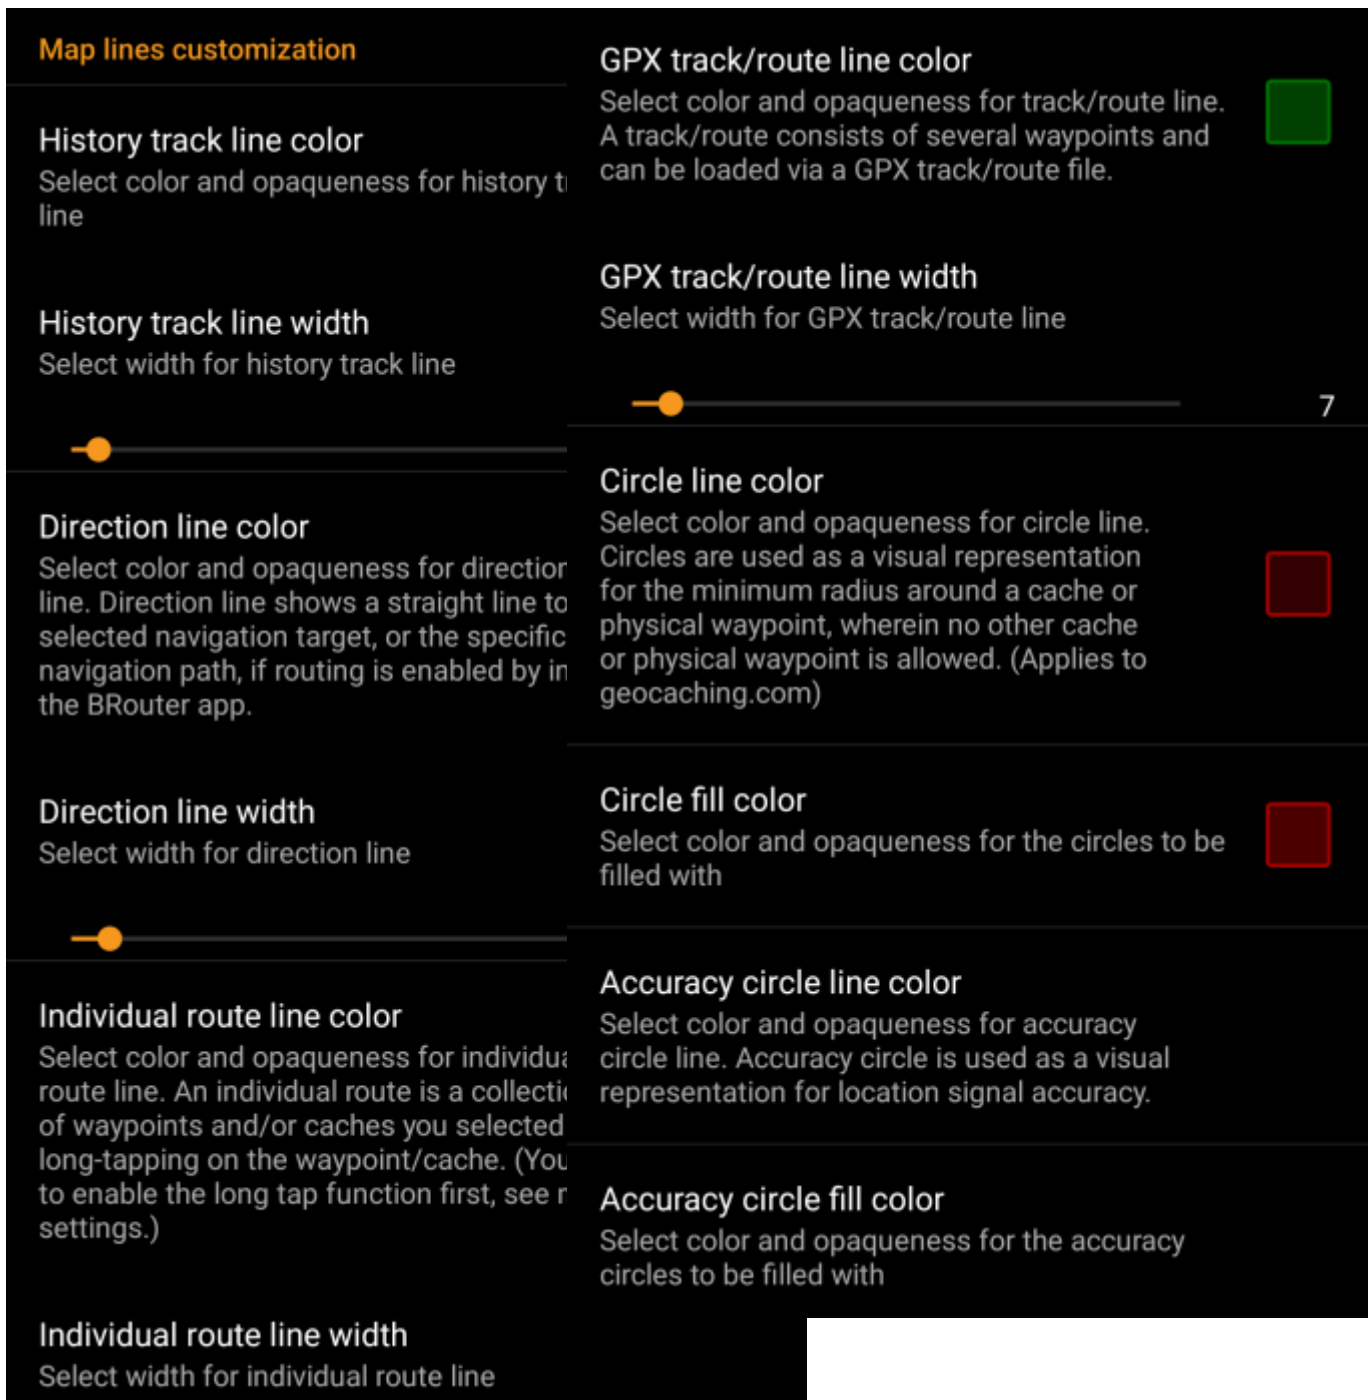 Map lines customization
History track line color
Select color and opaqueness for history
line
History track line width
Select width for history track line
Direction line color
Select color and opaqueness for direction
line. Direction line shows a straight line to
selected navigation target, or the specific
navigation path, if routing is enabled by
the BRouter app.
Direction line width
Select width for direction line
Individual route line color
Select color and opaqueness for
route line. An individual route is a
of waypoints and/or caches you selected
long-tapping on the waypoint/cache. (You
to enable the long tap function first, see
settings.)
Individual route line width
Select width for individual route line
GPX track/route line color
Select color and opaqueness for track/route line.
A track/route consists of several waypoints and
can be loaded via a GPX track/route file.
GPX track/route line width
Select width for GPX track/route line
7
Circle line color
Select color and opaqueness for circle line.
Circles are used as a visual representation
for the minimum radius around a cache or
physical waypoint, wherein no other cache
or physical waypoint is allowed. (Applies to
geocaching.com)
Circle fill color
Select color and opaqueness for the circles to be
filled with
Accuracy circle line color
Select color and opaqueness for accuracy
circle line. Accuracy circle is used as a visual
representation for location signal accuracy.
Accuracy circle fill color
Select color and opaqueness for the accuracy
circles to be filled with